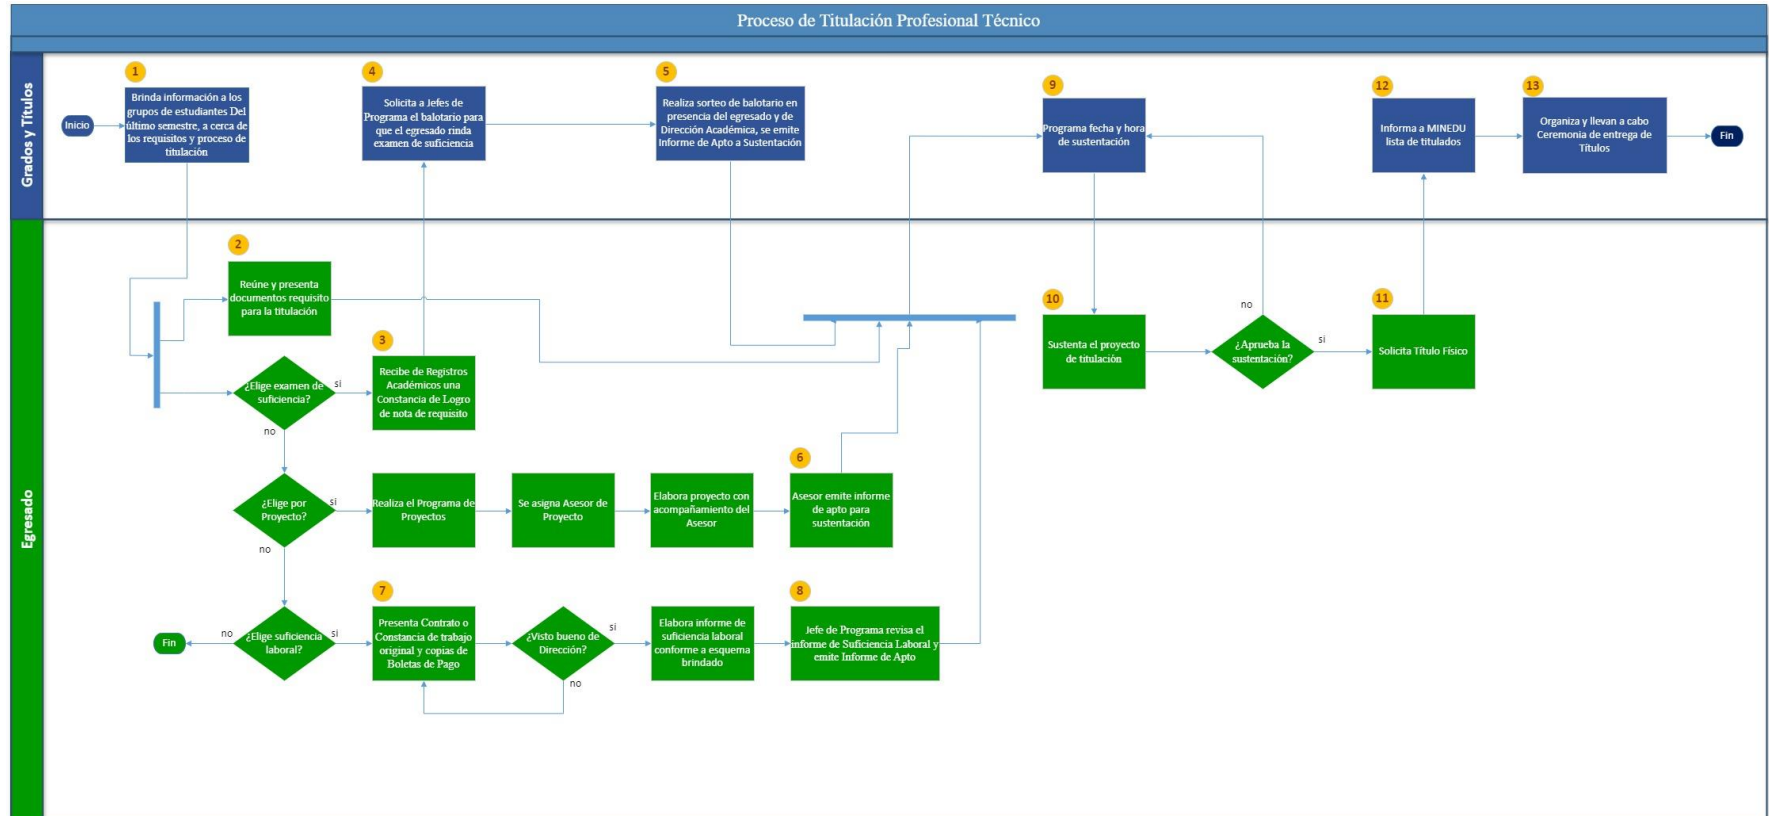 Proceso de Titulación Profesional Técnico
Grados y Títulos
Inicio
1
Brinda información a los
grupos de estudiantes Del
último semestre, a cerca de
los requisitos y proceso de
titulación
4
Solicita a Jefes de
Programa el balotario para
que el egresado rinda
examen de suficiencia
5
Realiza sorteo de balotario en
presencia del egresado y de
Dirección Académica, se emite
Informe de Apto a Sustentación
9
Programa fecha y hora
de sustentación
12
Informa a MINEDU
lista de titulados
13
Organiza y llevan a cabo
Ceremonia de entrega de
Títulos
Fin
Egresado
2
Reúne y presenta
documentos requisito
para la titulación
¿Elige examen de
suficiencia?
si
no
3
Recibe de Registros
Académicos una
Constancia de Logro
de nota de requisito
10
Sustenta el proyecto
de titulación
¿Aprueba la
sustentación?
no
si
11
Solicita Título Físico
¿Elige por
Proyecto?
si
no
Realiza el Programa de
Proyectos
Se asigna Asesor de
Proyecto
Elabora proyecto con
acompañamiento del
Asesor
6
Asesor emite informe
de apto para
sustentación
Fin
no
¿Elige suficiencia
laboral?
si
7
Presenta Contrato o
Constancia de trabajo
original y copias de
Boletas de Pago
¿Visto bueno de
Dirección?
si
no
Elabora informe de
suficiencia laboral
conforme a esquema
brindado
8
Jefe de Programa revisa el
informe de Suficiencia Laboral y
emite Informe de Apto